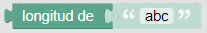 longitud de “ abc ”